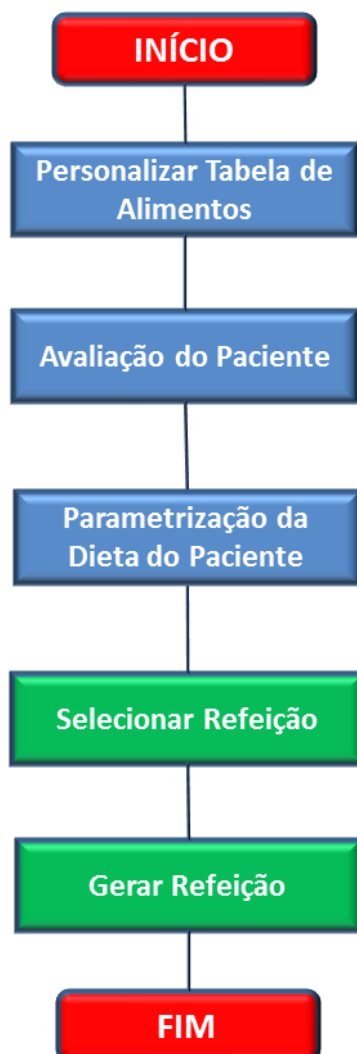 INÍCIO
Personalizar Tabela de
Alimentos
Avaliação do Paciente
Parametrização da
Dieta do Paciente
Selecionar Refeição
Gerar Refeição
FIM